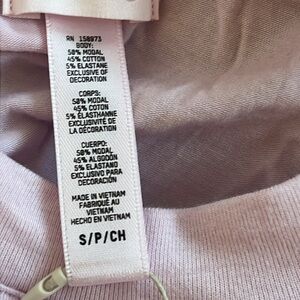 RN 158973
BODY:
50% MODAL
45% COTTON
5% ELASTANE
EXCLUSIVE OF
DECORATION
CORPS:
50% MODAL
45% COTON
5% ÉLASTHANNE
EXCLUSIVITÉ DE
LA DÉCORATION
CUERPO:
50% MODAL
45% ALGODÓN
5% ELASTANO
EXCLUSIVO PARA
DECORACIÓN
MADE IN VIETNAM
FABRIQUÉ AU
VIETNAM
HECHO EN VIETNAM
S/P/CH